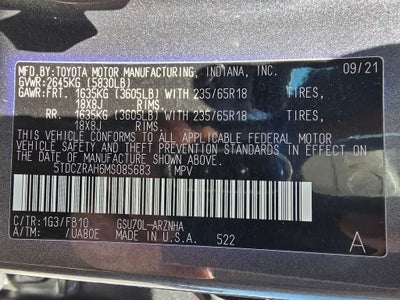 MFD.BY:TOYOTA MOTOR MANUFACTURING, INDIANA, INC. 09/21
GVWR:2645KG (5830LB)
GAWR:FRT. 1635KG (3605LB) WITH 235/65R18 TIRES,
18X8J RIMS.
RR. 1635KG (3605LB) WITH 235/65R18 TIRES,
18X8J RIMS.
THIS VEHICLE CONFORMS TO ALL APPLICABLE FEDERAL MOTOR
VEHICLE SAFETY AND THEFT PREVENTION STANDARDS IN EFFECT ON
THE DATE OF MANUFACTURE SHOWN ABOVE.
5TDCZRAH6MS085683 MPV
C/TR:1G3/FB10 GSU70L-ARZNHA
A/TM: /UA80E MADE IN U.S.A. 522 A